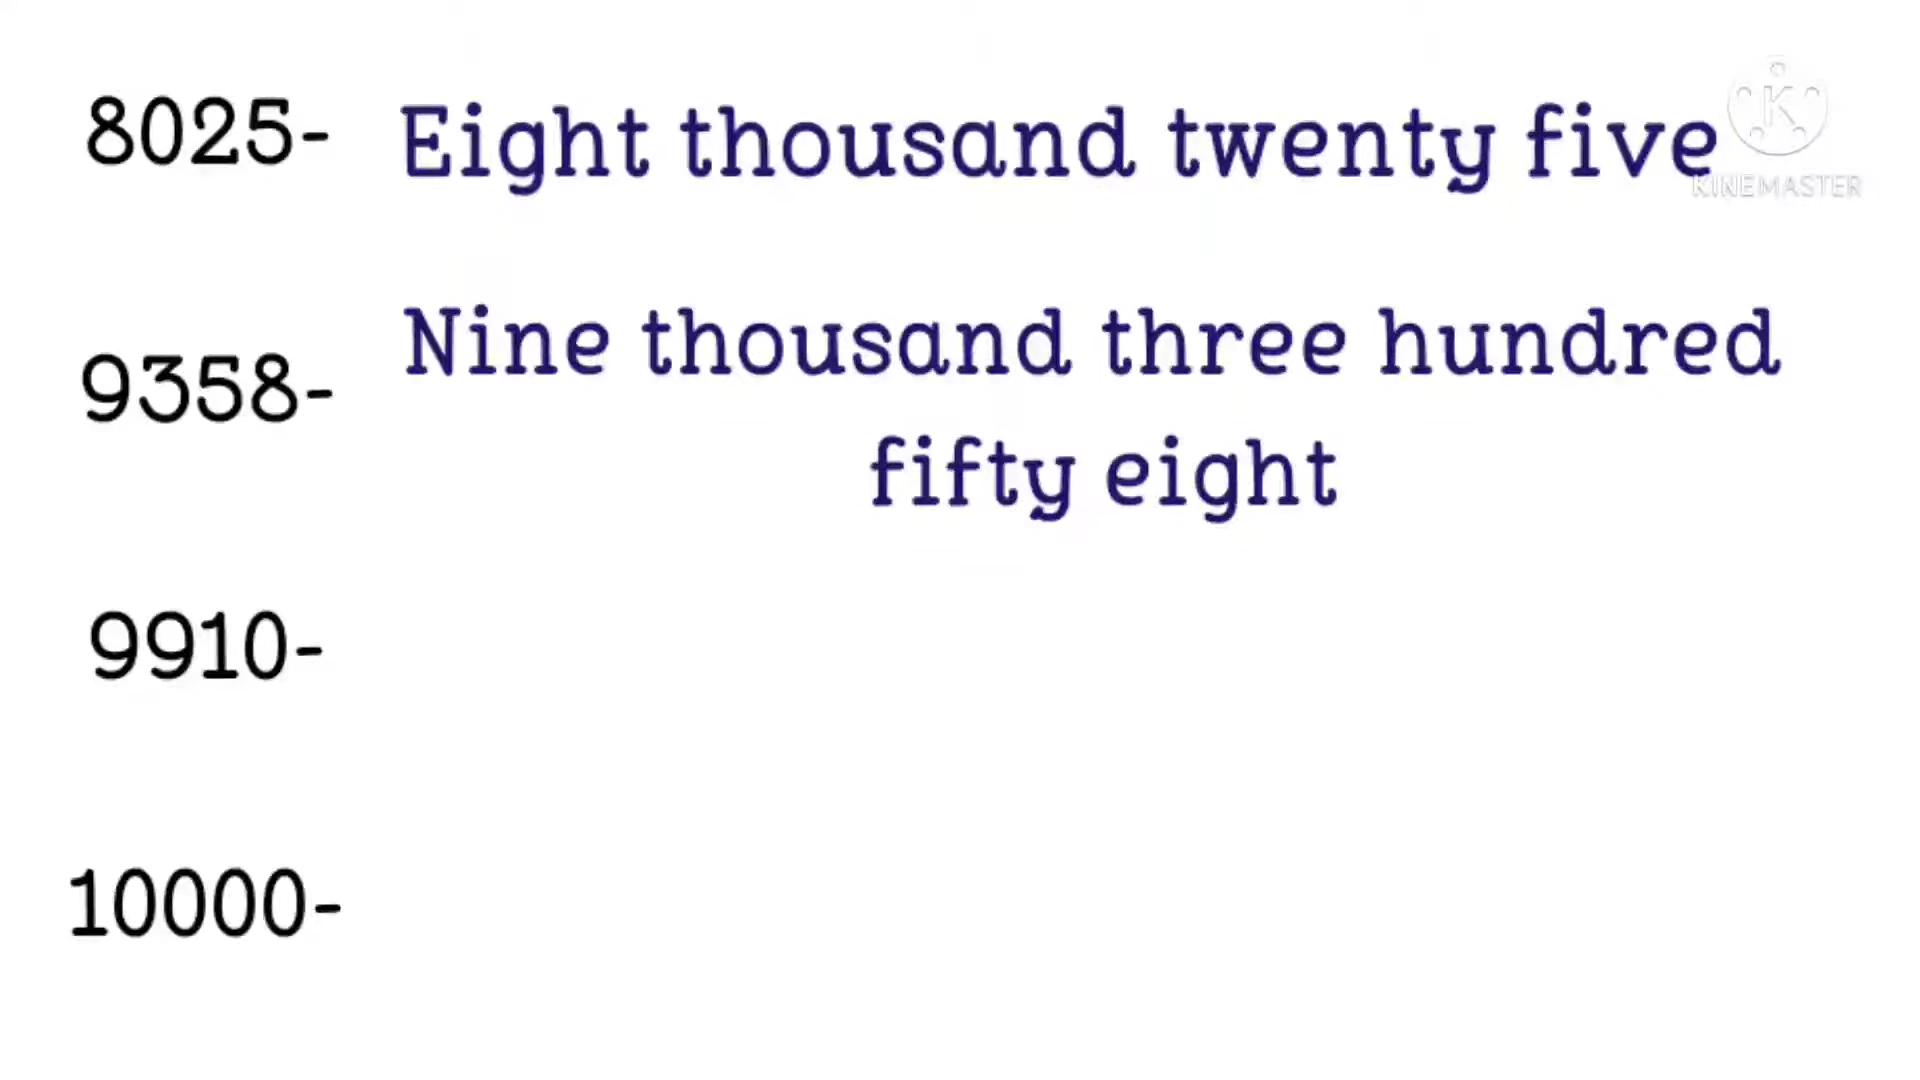 8025- Eight thousand twenty five
K
KINEMASTER
9358- Nine thousand three hundred
fifty eight
9910-
10000-